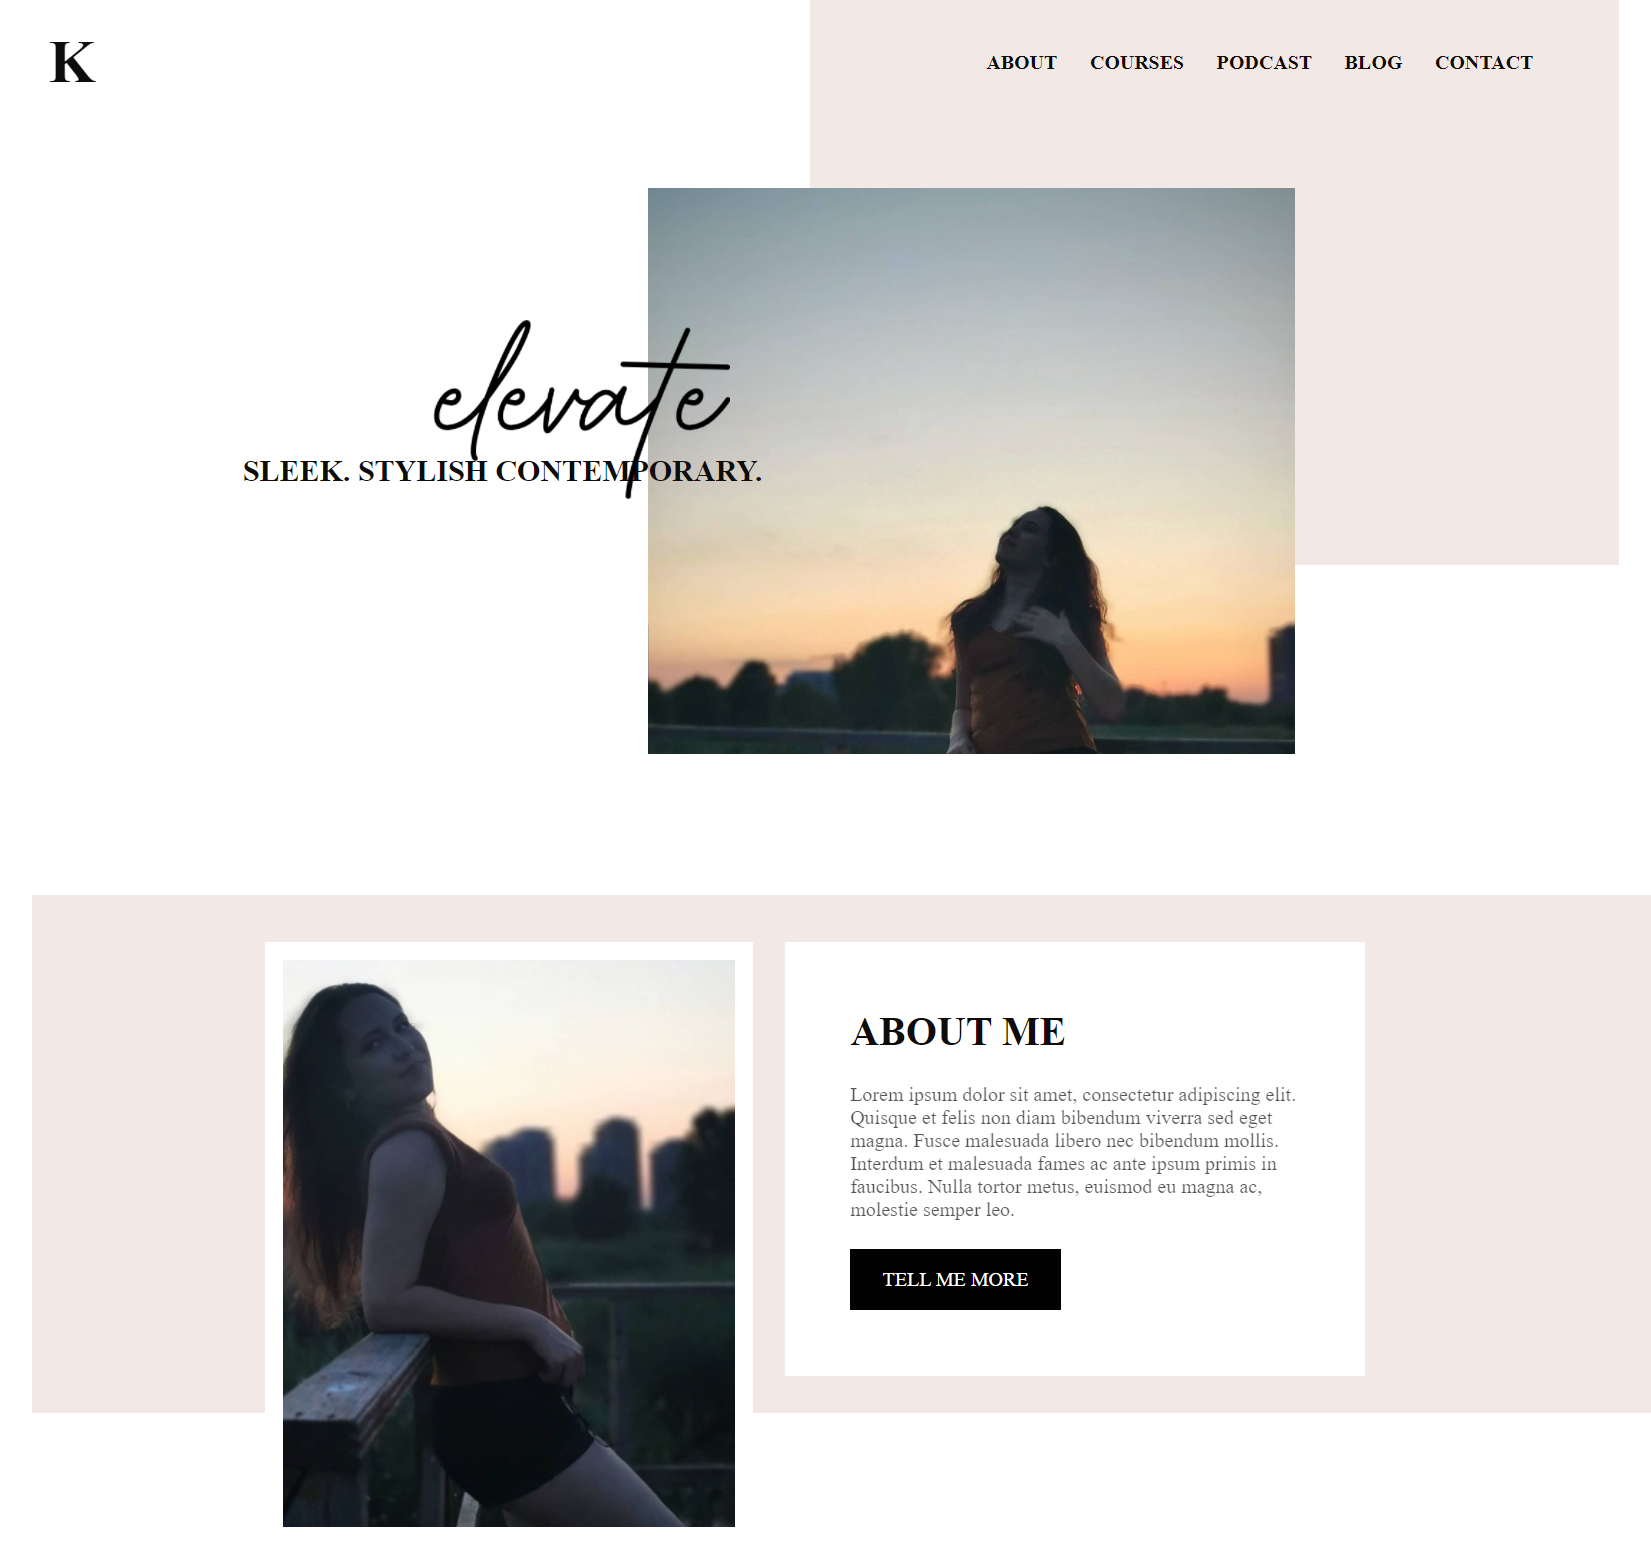 K
ABOUT COURSES PODCAST BLOG CONTACT
elevate
SLEEK. STYLISH CONTEMPORARY.
ABOUT ME
Lorem ipsum dolor sit amet, consectetur adipiscing elit.
Quisque et felis non diam bibendum viverra sed eget
magna. Fusce malesuada libero nec bibendum mollis.
Interdum et malesuada fames ac ante ipsum primis in
faucibus. Nulla tortor metus, euismod eu magna ac,
molestie semper leo.
TELL ME MORE